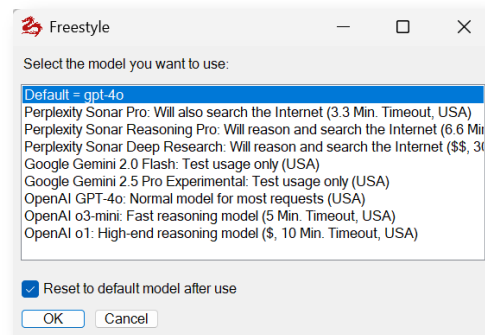 Freestyle
Select the model you want to use:
Default = gpt-4o
Perplexity Sonar Pro: Will also search the Internet (3.3 Min. Timeout, USA)
Perplexity Sonar Reasoning Pro: Will reason and search the Internet (6.6 Mi
Perplexity Sonar Deep Research: Will reason and search the Internet ($$, 3
Google Gemini 2.0 Flash: Test usage only (USA)
Google Gemini 2.5 Pro Experimental: Test usage only (USA)
OpenAI GPT-4o: Normal model for most requests (USA)
OpenAI o3-mini: Fast reasoning model (5 Min. Timeout, USA)
OpenAI o1: High-end reasoning model ($, 10 Min. Timeout, USA)
Reset to default model after use
OK Cancel